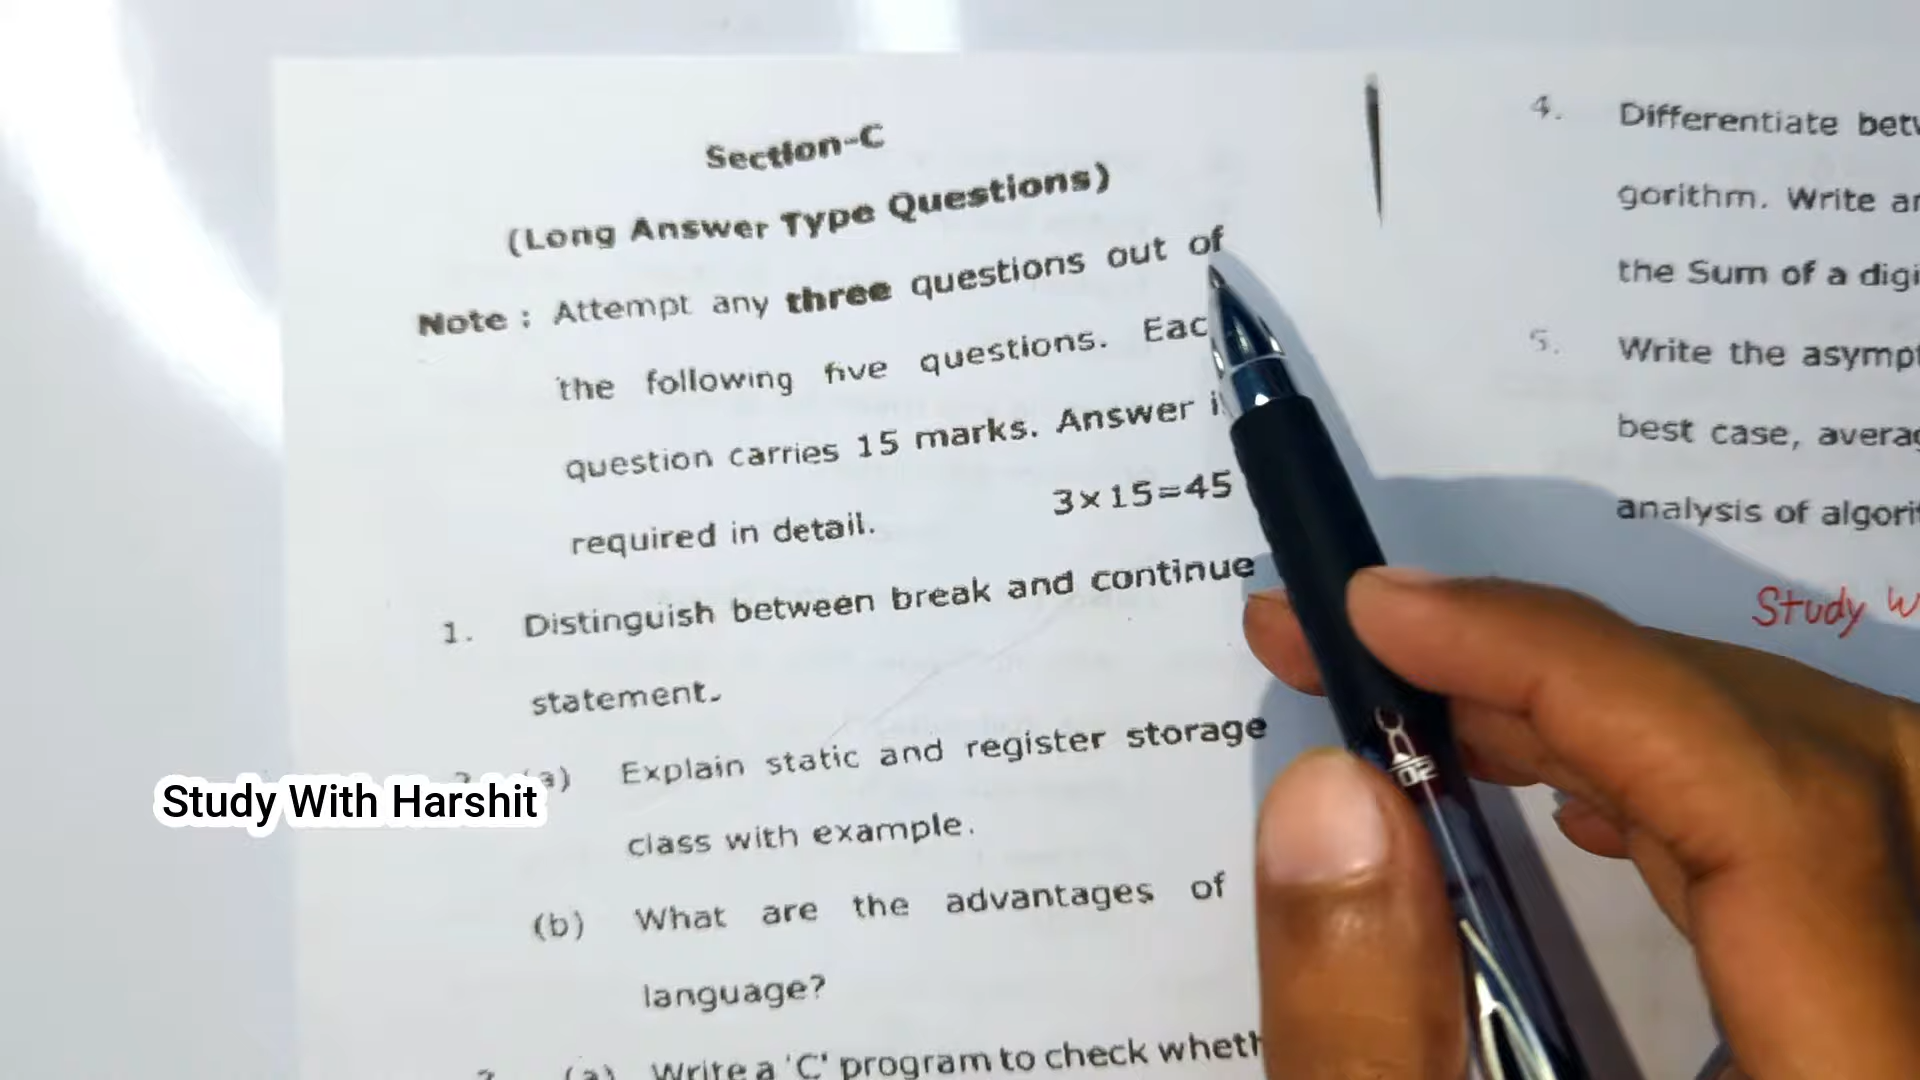 Section-C
(Long Answer Type Questions)
Note : Attempt any three questions out of
the following five questions. Eac
question carries 15 marks. Answer i
required in detail. 3×15=45
1. Distinguish between break and continue
statement.
(a) Explain static and register storage
class with example.
Study With Harshit
(b) What are the advantages of
language?
(a) Write a 'C' program to check wheth
4. Differentiate betw
gorithm. Write an
the Sum of a digi
5. Write the asympt
best case, averag
analysis of algorit
Study W